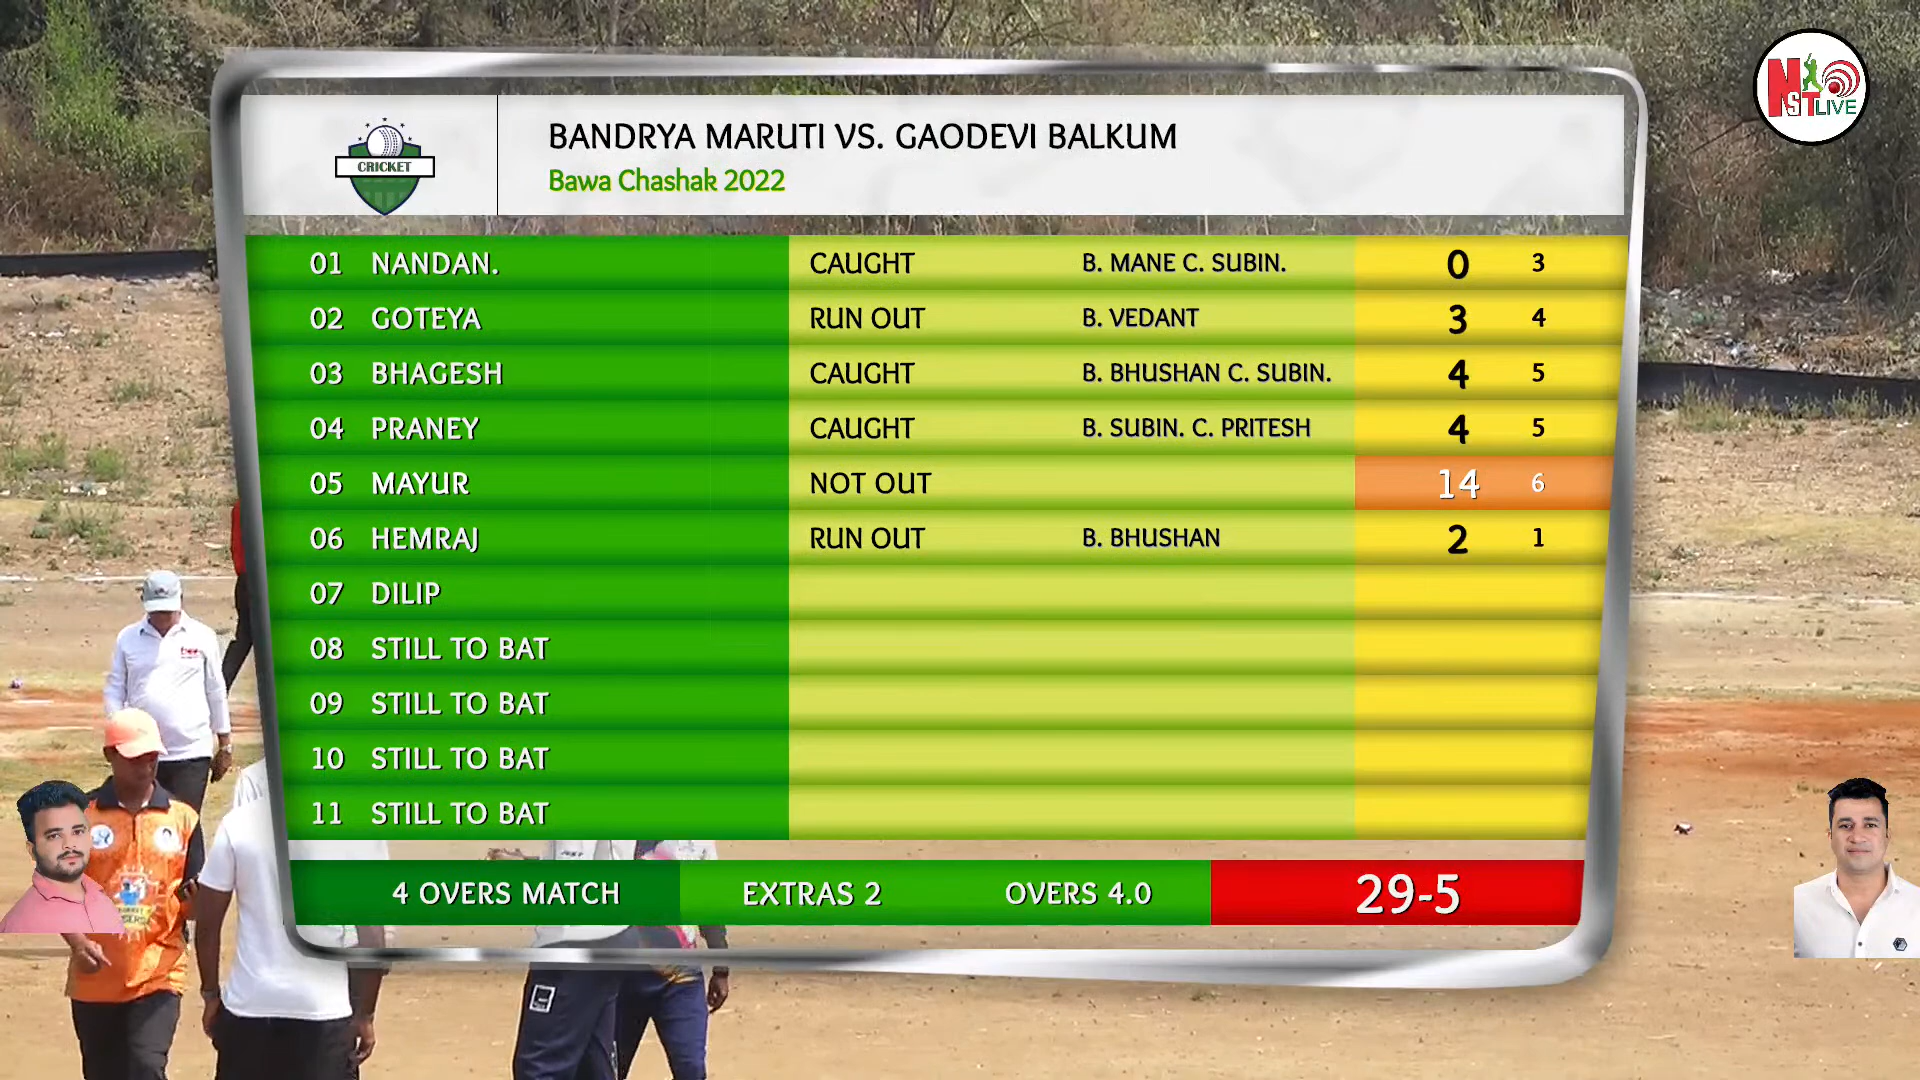 NST LIVE
CRICKET
BANDRYA MARUTI VS. GAODEVI BALKUM
Bawa Chashak 2022
01 NANDAN. CAUGHT B. MANE C. SUBIN. 0 3
02 GOTEYA RUN OUT B. VEDANT 3 4
03 BHAGESH CAUGHT B. BHUSHAN C. SUBIN. 4 5
04 PRANEY CAUGHT B. SUBIN. C. PRITESH 4 5
05 MAYUR NOT OUT 14 6
06 HEMRAJ RUN OUT B. BHUSHAN 2 1
07 DILIP
08 STILL TO BAT
09 STILL TO BAT
10 STILL TO BAT
11 STILL TO BAT
4 OVERS MATCH EXTRAS 2 OVERS 4.0 29-5